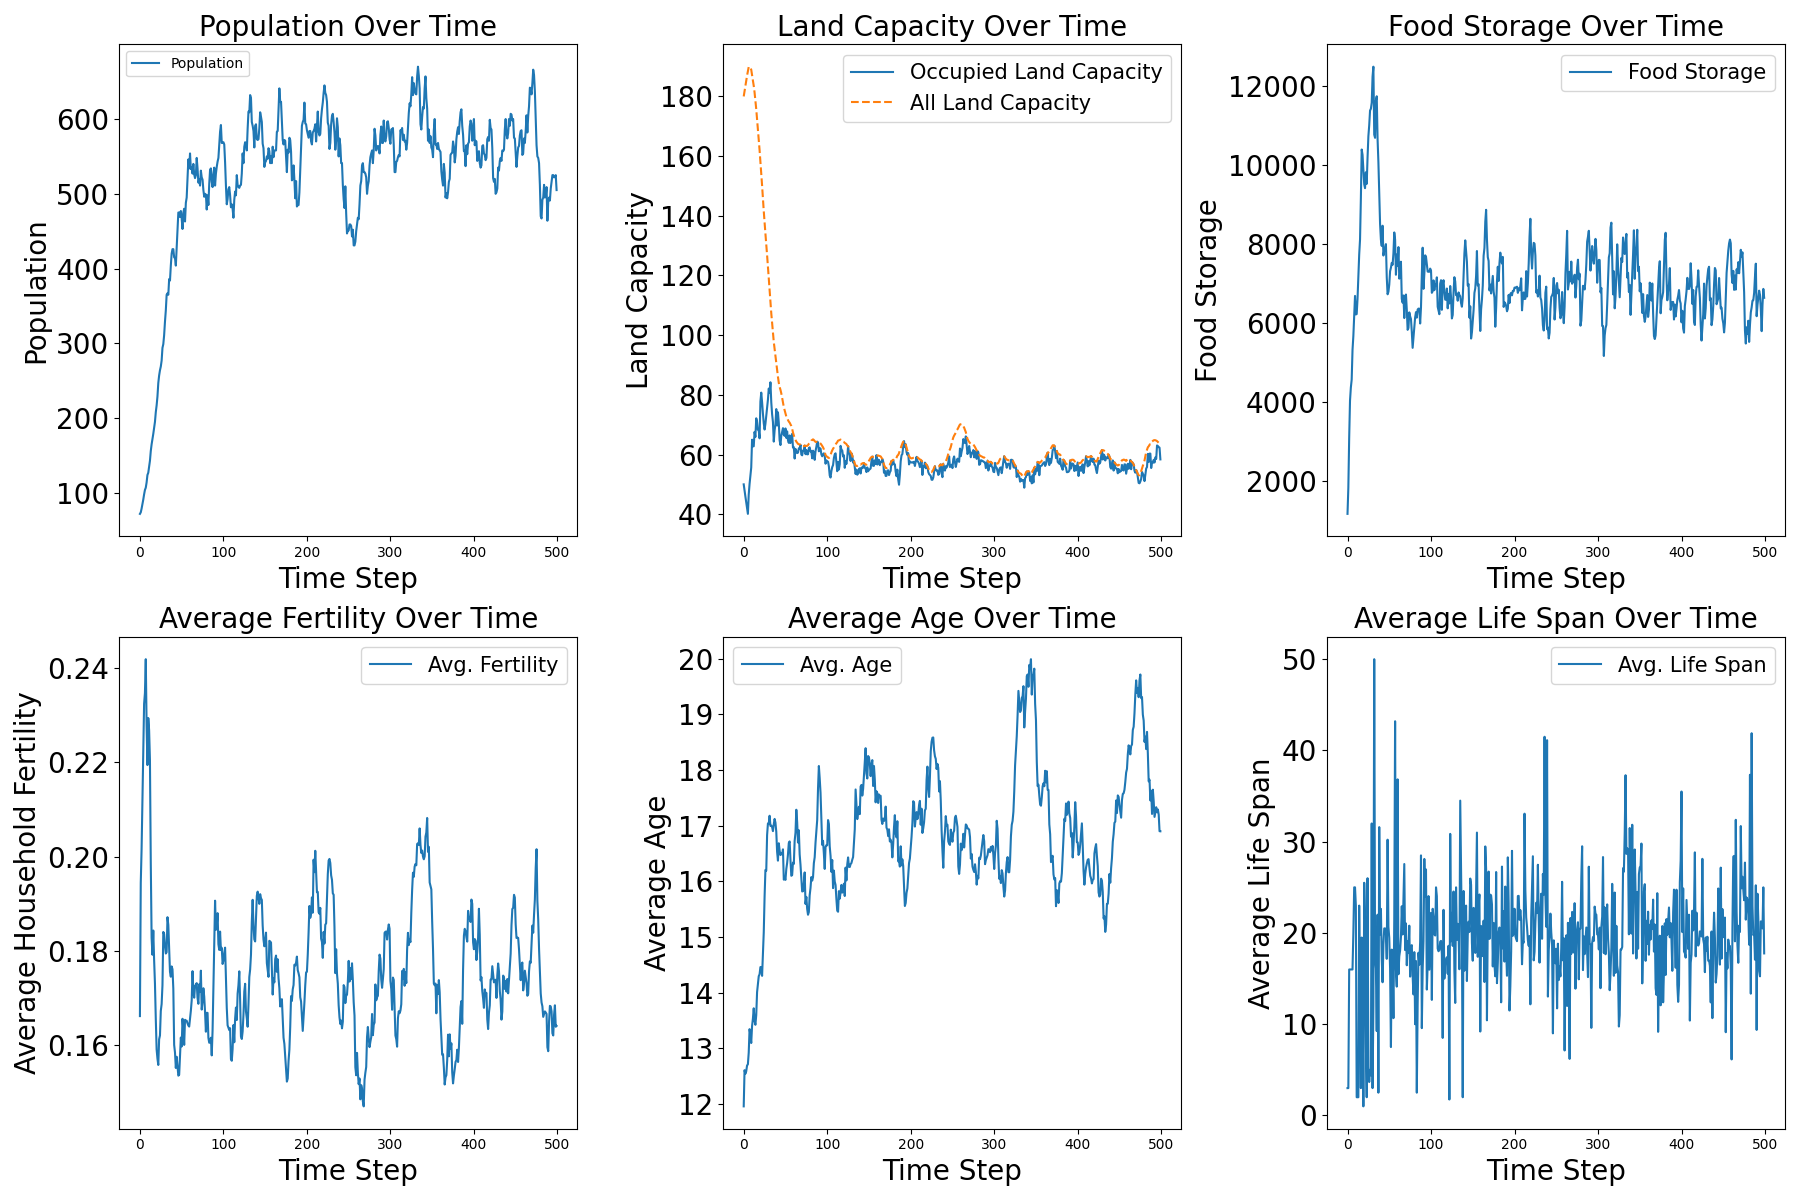 Population Over Time
Population
600
500
400
300
200
100
Population
0 100 200 300 400 500
Time Step
Land Capacity Over Time
Occupied Land Capacity
All Land Capacity
180
160
140
120
100
80
60
40
Land Capacity
0 100 200 300 400 500
Time Step
Food Storage Over Time
Food Storage
12000
10000
8000
6000
4000
2000
Food Storage
0 100 200 300 400 500
Time Step
Average Fertility Over Time
Avg. Fertility
0.24
0.22
0.20
0.18
0.16
Average Household Fertility
0 100 200 300 400 500
Time Step
Average Age Over Time
Avg. Age
20
19
18
17
16
15
14
13
12
Average Age
0 100 200 300 400 500
Time Step
Average Life Span Over Time
Avg. Life Span
50
40
30
20
10
0
Average Life Span
0 100 200 300 400 500
Time Step